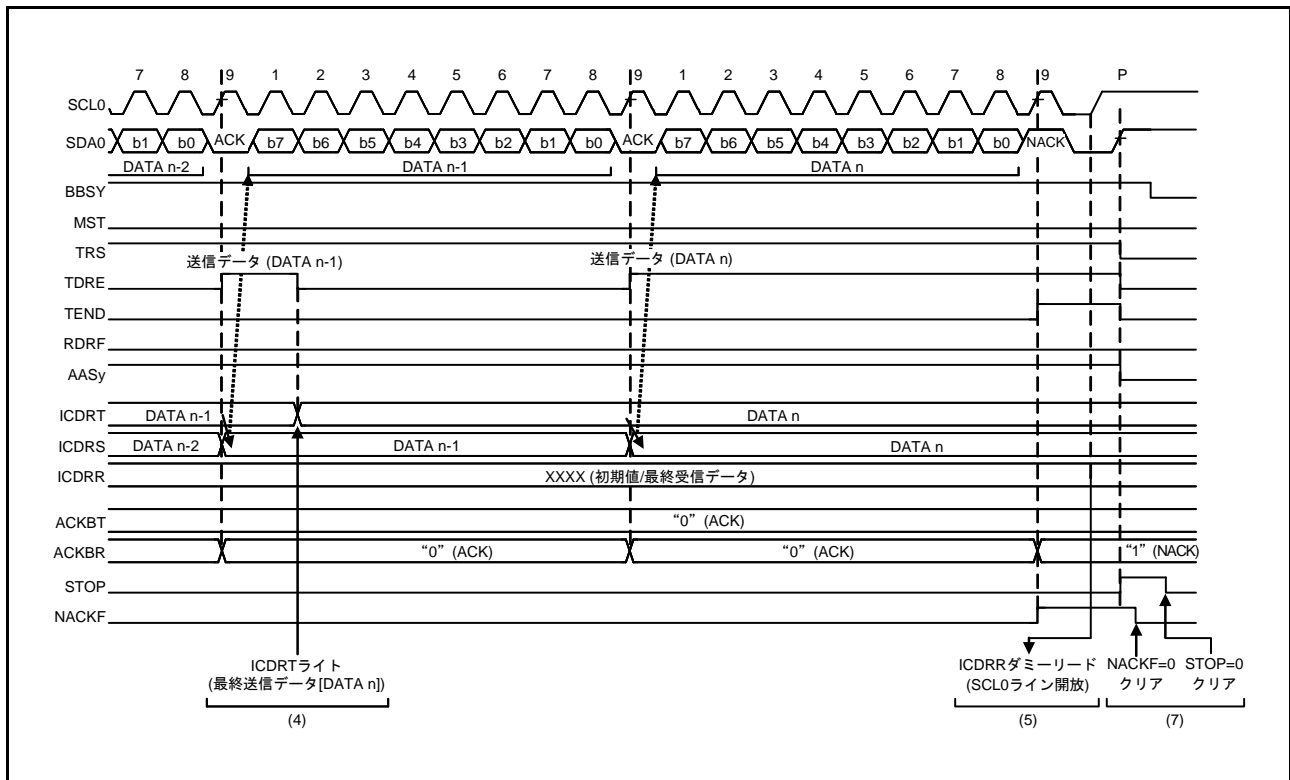 7 8 9 1 2 3 4 5 6 7 8 9 1 2 3 4 5 6 7 8 9 P
SCL0
SDA0 b1 b0 ACK b7 b6 b5 b4 b3 b2 b1 b0 ACK b7 b6 b5 b4 b3 b2 b1 b0 NACK
DATA n-2 DATA n-1 DATA n
BBSY
MST
TRS
送信データ (DATA n-1) 送信データ (DATA n)
TDRE
TEND
RDRF
AASy
ICDRT DATA n-1 DATA n
ICDRS DATA n-2 DATA n-1 DATA n
ICDRR XXXX (初期値/最終受信データ)
ACKBT “0” (ACK)
ACKBR “0” (ACK) “0” (ACK) “1” (NACK)
STOP
NACKF
ICDRTライト
(最終送信データ[DATA n])
(4)
ICDRRダミーリード
(SCL0ライン開放)
(5)
NACKF=0
クリア
STOP=0
クリア
(7)